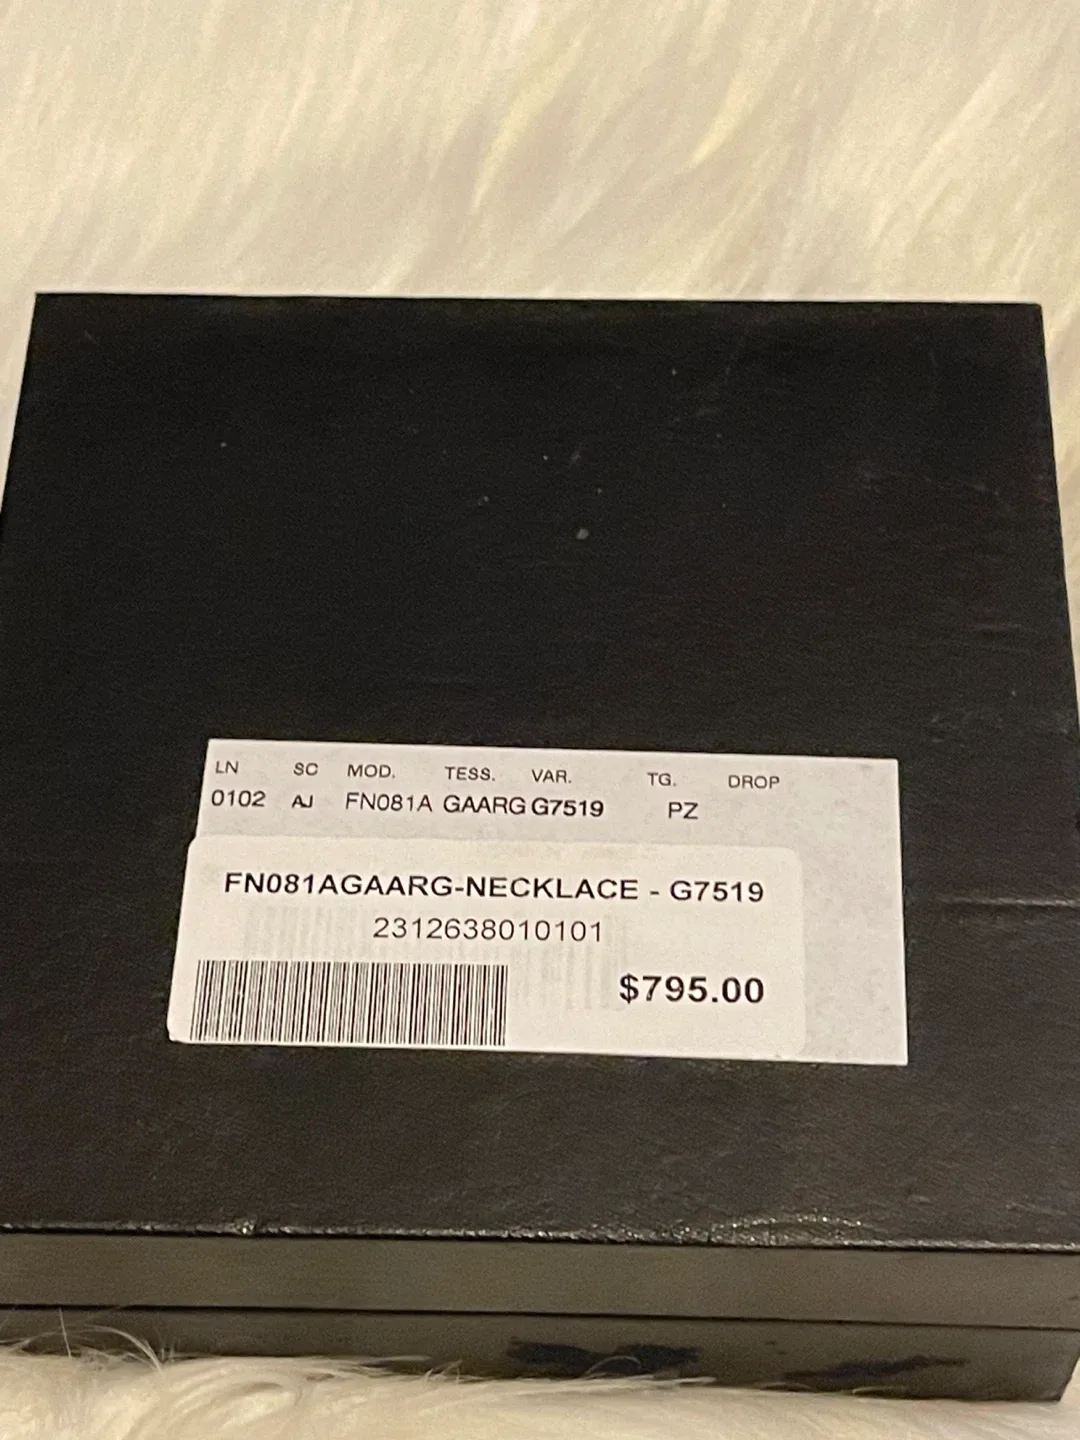 LN SC MOD. TESS. VAR. TG. DROP
0102 AJ FN081A GAARG G7519 PZ
FN081AGAARG-NECKLACE - G7519
2312638010101
$795.00